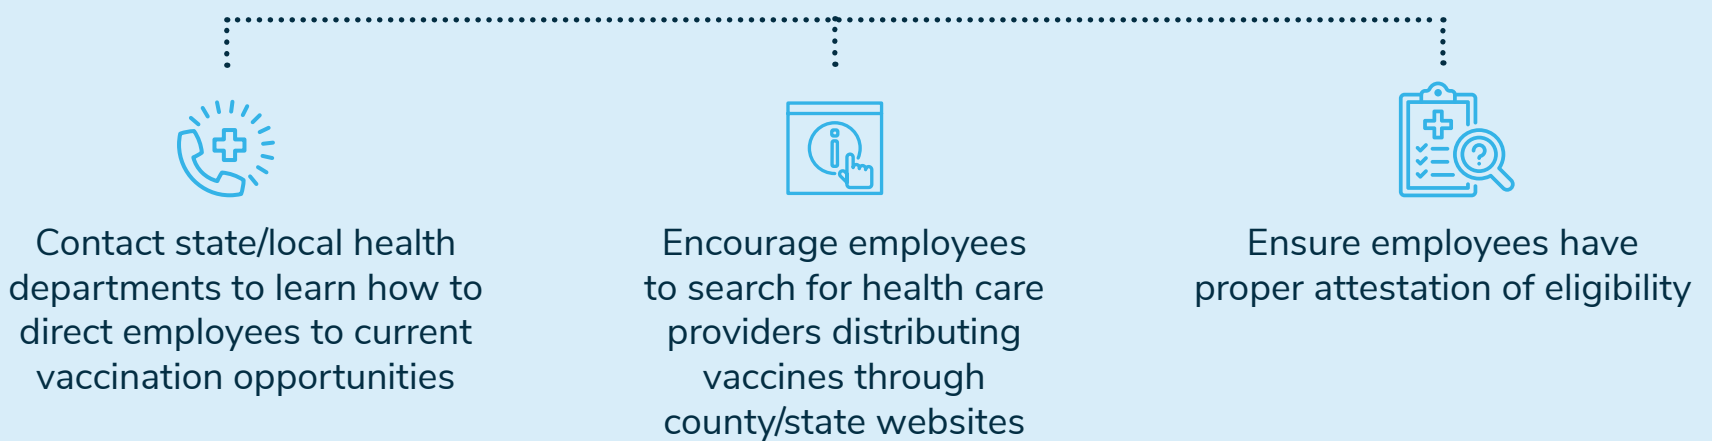 Contact state/local health
departments to learn how to
direct employees to current
vaccination opportunities
Encourage employees
to search for health care
providers distributing
vaccines through
county/state websites
Ensure employees have
proper attestation of eligibility